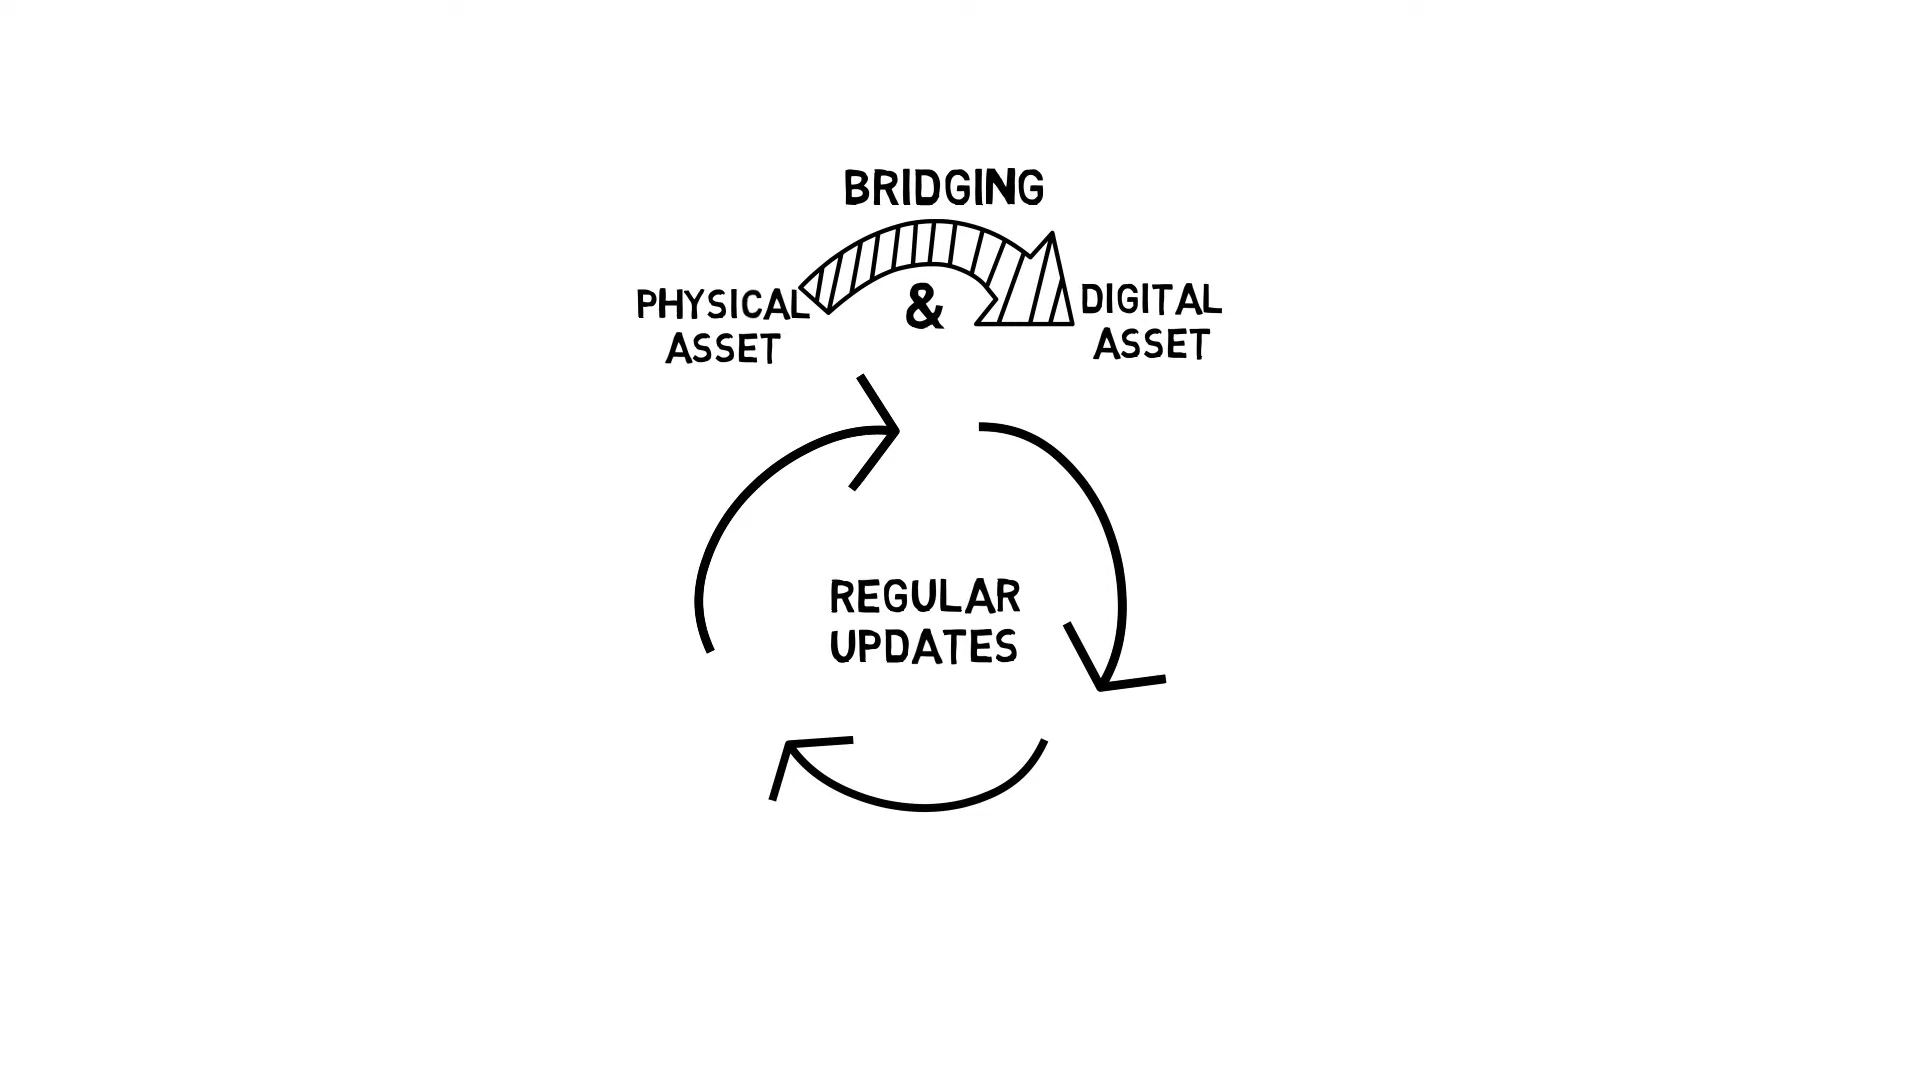 BRIDGING
PHYSICAL
ASSET
&
DIGITAL
ASSET
REGULAR
UPDATES